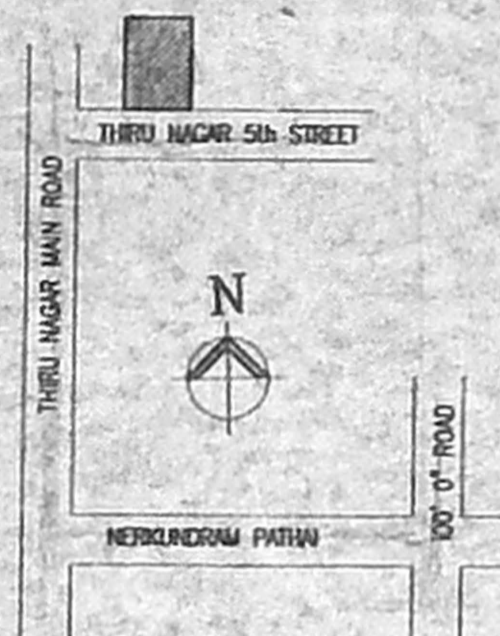 THIRU NAGAR 5th STREET
THIRU NAGAR MAIN ROAD
N
100' 0" ROAD
NERKUNDRAM PATHAI